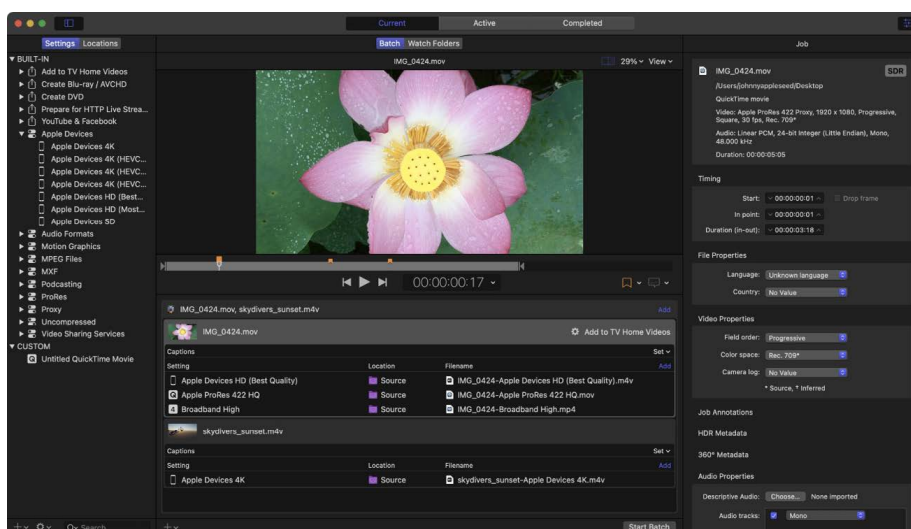 Current Active Completed
Settings Locations
Batch Watch Folders
Job
BUILT-IN
Add to TV Home Videos
Create Blu-ray / AVCHD
Create DVD
Prepare for HTTP Live Strea...
YouTube & Facebook
Apple Devices
Apple Devices 4K
Apple Devices 4K (HEVC...
Apple Devices 4K (HEVC...
Apple Devices 4K (HEVC...
Apple Devices HD (Best...
Apple Devices HD (Most...
Apple Devices SD
Audio Formats
Motion Graphics
MPEG Files
MXF
Podcasting
ProRes
Proxy
Uncompressed
Video Sharing Services
CUSTOM
Untitled QuickTime Movie
Search
IMG_0424.mov
29% View
00:00:00:17
IMG_0424.mov, skydivers_sunset.m4v Add
IMG_0424.mov Add to TV Home Videos
Captions Set
Setting Location Filename Add
Apple Devices HD (Best Quality) Source IMG_0424-Apple Devices HD (Best Quality).m4v
Apple ProRes 422 HQ Source IMG_0424-Apple ProRes 422 HQ.mov
Broadband High Source IMG_0424-Broadband High.mp4
skydivers_sunset.m4v
Captions Set
Setting Location Filename Add
Apple Devices 4K Source skydivers_sunset-Apple Devices 4K.m4v
Start Batch
IMG_0424.mov SDR
/Users/johnnyappleseed/Desktop
QuickTime movie
Video: Apple ProRes 422 Proxy, 1920 x 1080, Progressive,
Square, 30 fps, Rec. 709*
Audio: Linear PCM, 24-bit Integer (Little Endian), Mono,
48.000 kHz
Duration: 00:00:05:05
Timing
Start: 00:00:00:01 Drop frame
In point: 00:00:00:01
Duration (in-out): 00:00:03:18
File Properties
Language: Unknown language
Country: No Value
Video Properties
Field order: Progressive
Color space: Rec. 709*
Camera log: No Value
* Source, † Inferred
Job Annotations
HDR Metadata
360° Metadata
Audio Properties
Descriptive Audio: Choose... None imported
Audio tracks: Mono